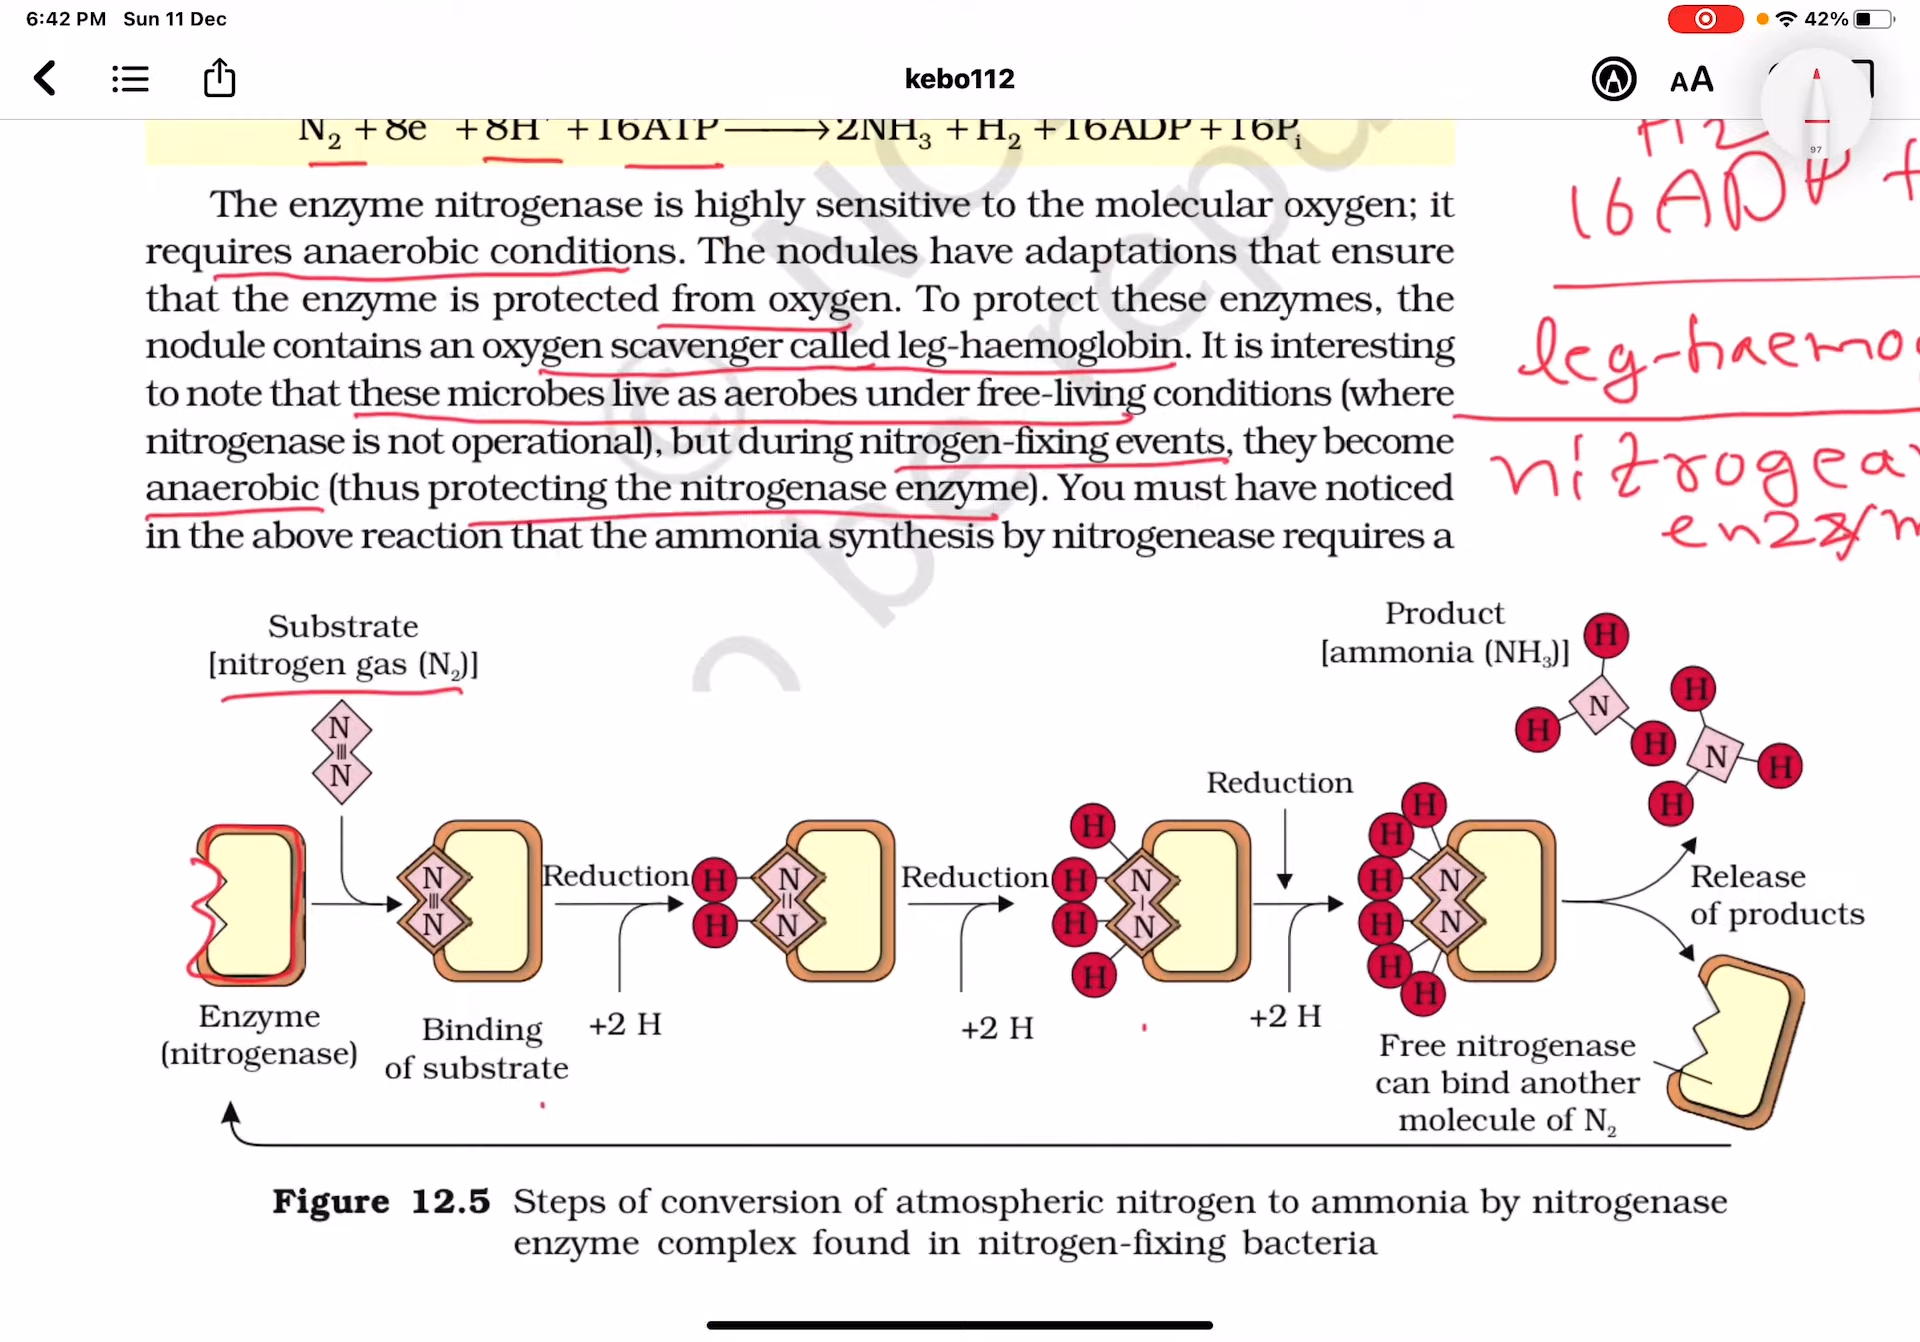 6:42 PM Sun 11 Dec
42%
kebo112
AA
97
N₂ + 8e + 8H⁺ + 16ATP ⟶ 2NH₃ + H₂ + 16ADP + 16Pᵢ
H2
16 ADP +
The enzyme nitrogenase is highly sensitive to the molecular oxygen; it
requires anaerobic conditions. The nodules have adaptations that ensure
that the enzyme is protected from oxygen. To protect these enzymes, the
nodule contains an oxygen scavenger called leg-haemoglobin. It is interesting
to note that these microbes live as aerobes under free-living conditions (where
nitrogenase is not operational), but during nitrogen-fixing events, they become
anaerobic (thus protecting the nitrogenase enzyme). You must have noticed
in the above reaction that the ammonia synthesis by nitrogenease requires a
leg-haemo
Substrate
[nitrogen gas (N₂)]
N
N
Product
[ammonia (NH₃)]
H
N
H
H
H
N
H
H
Reduction
N
N
Reduction
H
H
N
N
Reduction
H
H
H
H
N
N
H
H
H
H
H
H
N
N
Release
of products
Enzyme
(nitrogenase)
Binding
of substrate
+2 H
+2 H
+2 H
Free nitrogenase
can bind another
molecule of N₂
Figure 12.5 Steps of conversion of atmospheric nitrogen to ammonia by nitrogenase
enzyme complex found in nitrogen-fixing bacteria